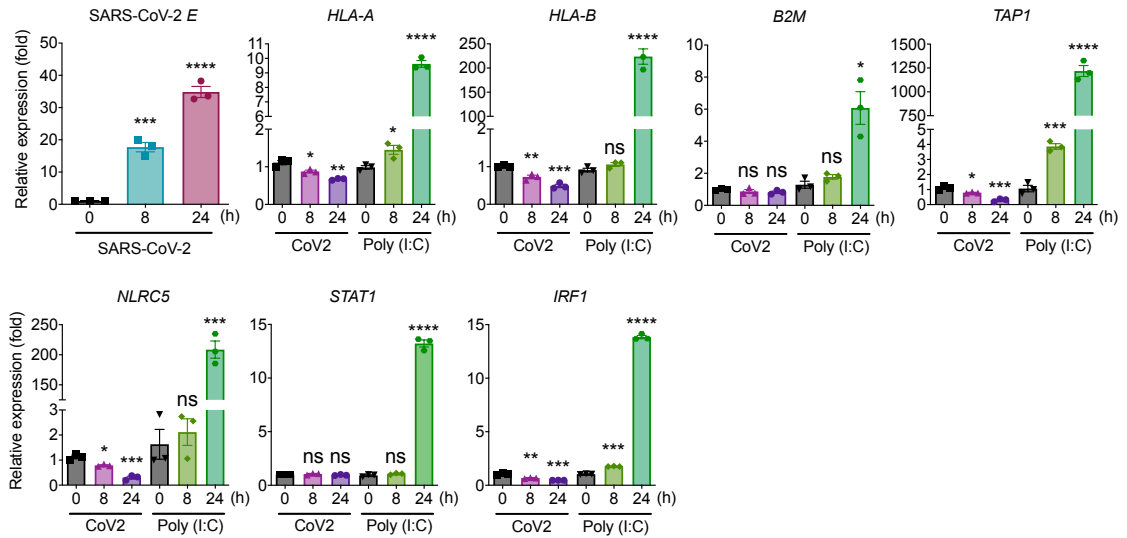 SARS-CoV-2 E
Relative expression (fold)
50
40
30
20
10
0
***
****
0 8 24 (h)
SARS-CoV-2
HLA-A
11
10
9
8
7
6
2
1
0
* ** * ****
0 8 24 0 8 24
CoV2 Poly (I:C)
HLA-B
250
200
150
100
50
2
1
0
** *** ns ****
0 8 24 0 8 24
CoV2 Poly (I:C)
B2M
10
8
6
4
2
0
ns ns ns *
0 8 24 0 8 24
CoV2 Poly (I:C)
TAP1
1500
1250
1000
750
500
250
5
4
3
2
1
0
* *** *** ****
0 8 24 0 8 24 (h)
CoV2 Poly (I:C)
NLRC5
Relative expression (fold)
250
200
150
100
50
3
2
1
0
* *** ns ***
0 8 24 0 8 24 (h)
CoV2 Poly (I:C)
STAT1
15
10
5
0
ns ns ns ****
0 8 24 0 8 24
CoV2 Poly (I:C)
IRF1
15
10
5
0
** *** *** ****
0 8 24 0 8 24 (h)
CoV2 Poly (I:C)